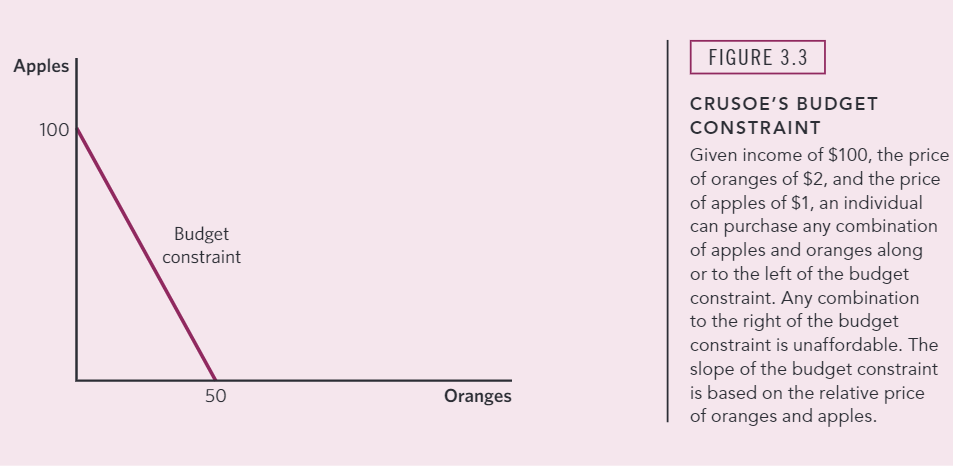 Apples
100
Budget
constraint
50
Oranges
FIGURE 3.3
CRUSOE’S BUDGET
CONSTRAINT
Given income of $100, the price
of oranges of $2, and the price
of apples of $1, an individual
can purchase any combination
of apples and oranges along
or to the left of the budget
constraint. Any combination
to the right of the budget
constraint is unaffordable. The
slope of the budget constraint
is based on the relative price
of oranges and apples.